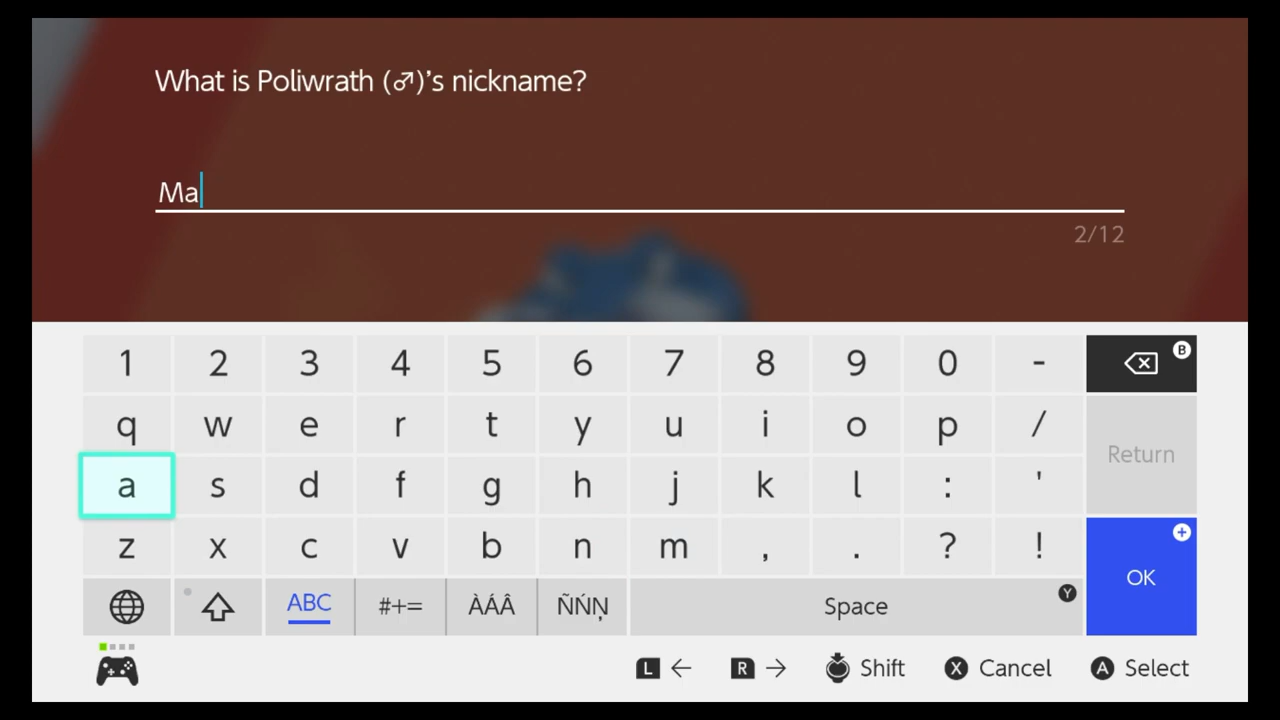 What is Poliwrath (♂)'s nickname?
Ma
2/12
1 2 3 4 5 6 7 8 9 0 -
B
q w e r t y u i o p /
Return
a s d f g h j k l : '
z x c v b n m , . ? !
+
OK
ABC #+= ÀÁÂ ÑŃŅ Space
Y
L ← R → Shift X Cancel A Select